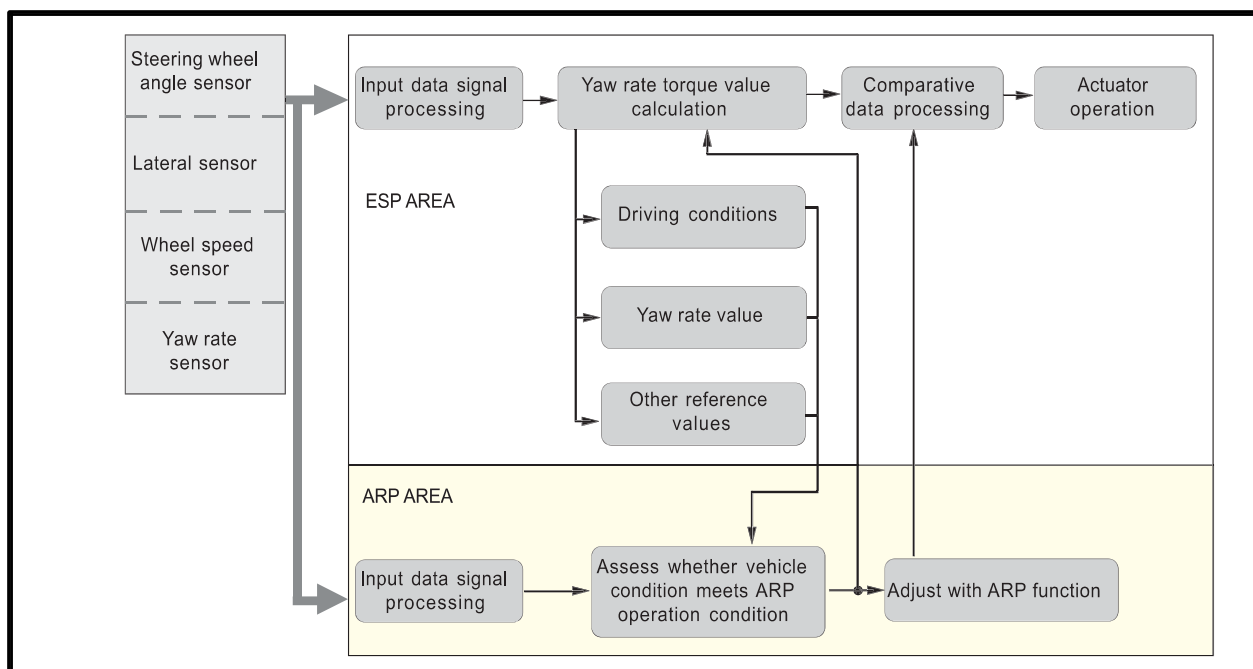 Steering wheel
angle sensor
Lateral sensor
Wheel speed
sensor
Yaw rate
sensor
Input data signal
processing
Yaw rate torque value
calculation
Comparative
data processing
Actuator
operation
ESP AREA
Driving conditions
Yaw rate value
Other reference
values
ARP AREA
Input data signal
processing
Assess whether vehicle
condition meets ARP
operation condition
Adjust with ARP function